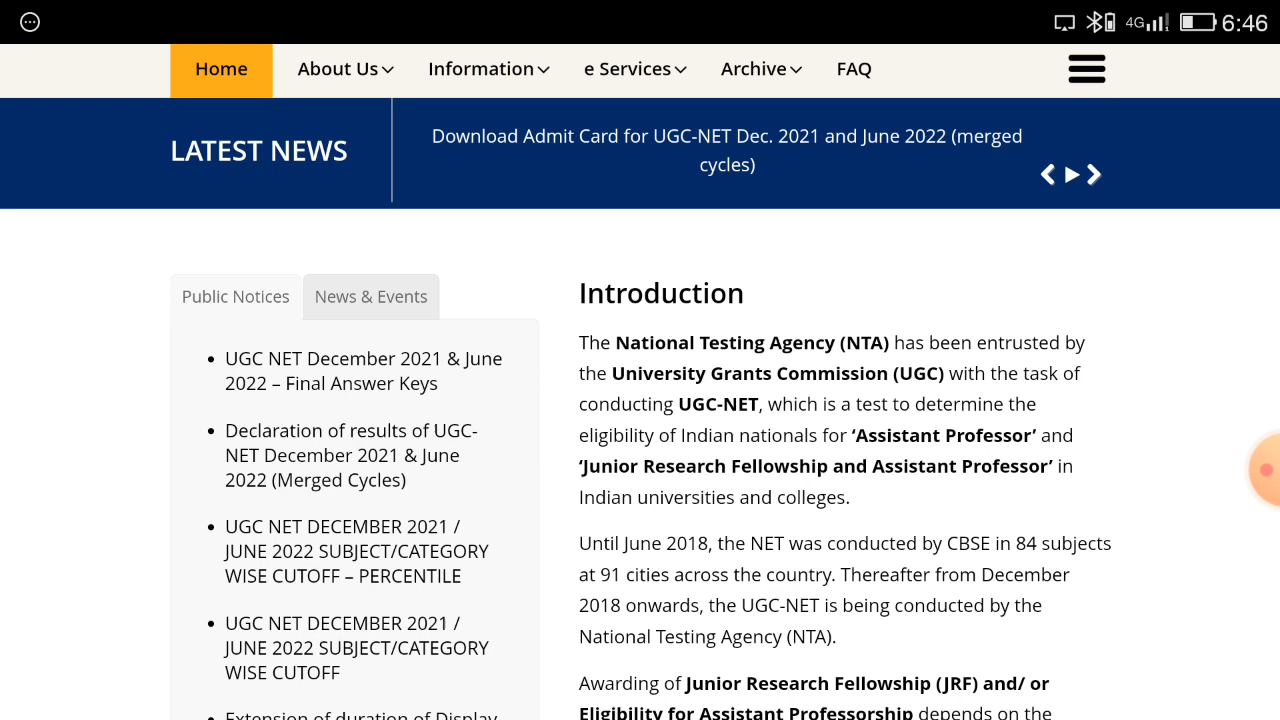 4G 6:46
Home About Us Information e Services Archive FAQ
LATEST NEWS
Download Admit Card for UGC-NET Dec. 2021 and June 2022 (merged
cycles)
Public Notices News & Events
UGC NET December 2021 & June
2022 – Final Answer Keys
Declaration of results of UGC-
NET December 2021 & June
2022 (Merged Cycles)
UGC NET DECEMBER 2021 /
JUNE 2022 SUBJECT/CATEGORY
WISE CUTOFF – PERCENTILE
UGC NET DECEMBER 2021 /
JUNE 2022 SUBJECT/CATEGORY
WISE CUTOFF
Extension of duration of Display
Introduction
The National Testing Agency (NTA) has been entrusted by
the University Grants Commission (UGC) with the task of
conducting UGC-NET, which is a test to determine the
eligibility of Indian nationals for ‘Assistant Professor’ and
‘Junior Research Fellowship and Assistant Professor’ in
Indian universities and colleges.
Until June 2018, the NET was conducted by CBSE in 84 subjects
at 91 cities across the country. Thereafter from December
2018 onwards, the UGC-NET is being conducted by the
National Testing Agency (NTA).
Awarding of Junior Research Fellowship (JRF) and/ or
Eligibility for Assistant Professorship depends on the